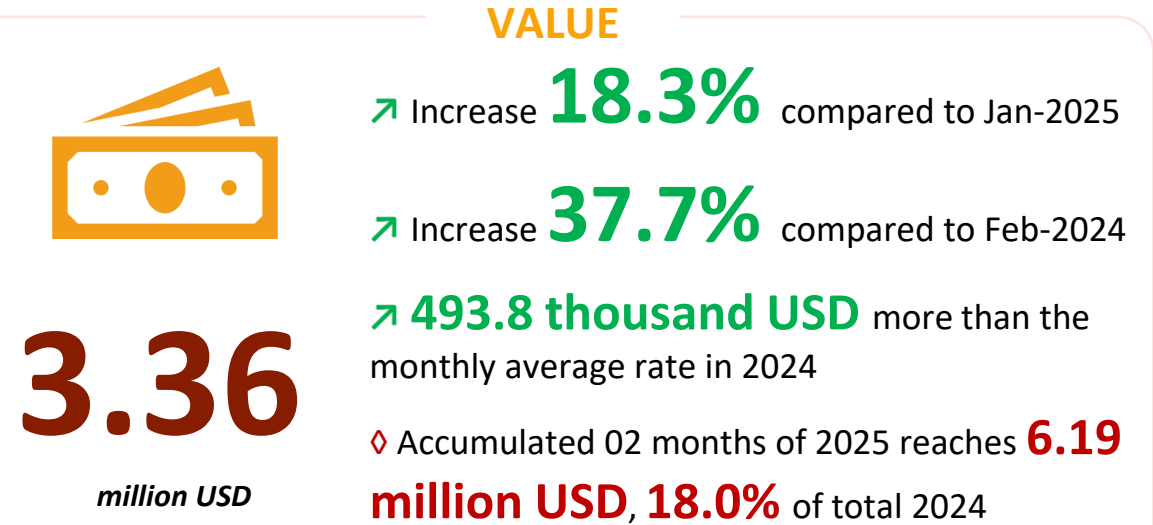 VALUE
↗ Increase 18.3% compared to Jan-2025
↗ Increase 37.7% compared to Feb-2024
↗ 493.8 thousand USD more than the
monthly average rate in 2024
3.36
million USD
◊ Accumulated 02 months of 2025 reaches 6.19
million USD, 18.0% of total 2024